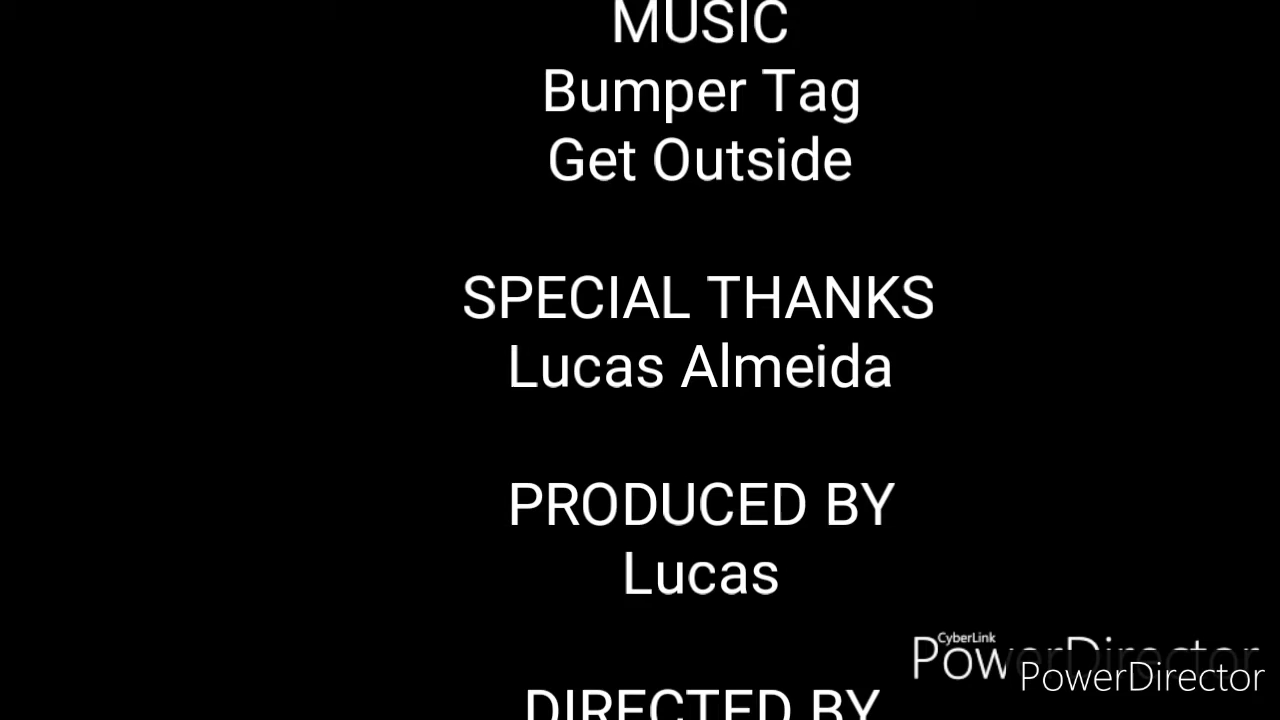 MUSIC
Bumper Tag
Get Outside
SPECIAL THANKS
Lucas Almeida
PRODUCED BY
Lucas
DIRECTED BY
CyberLink
PowerDirector
PowerDirector